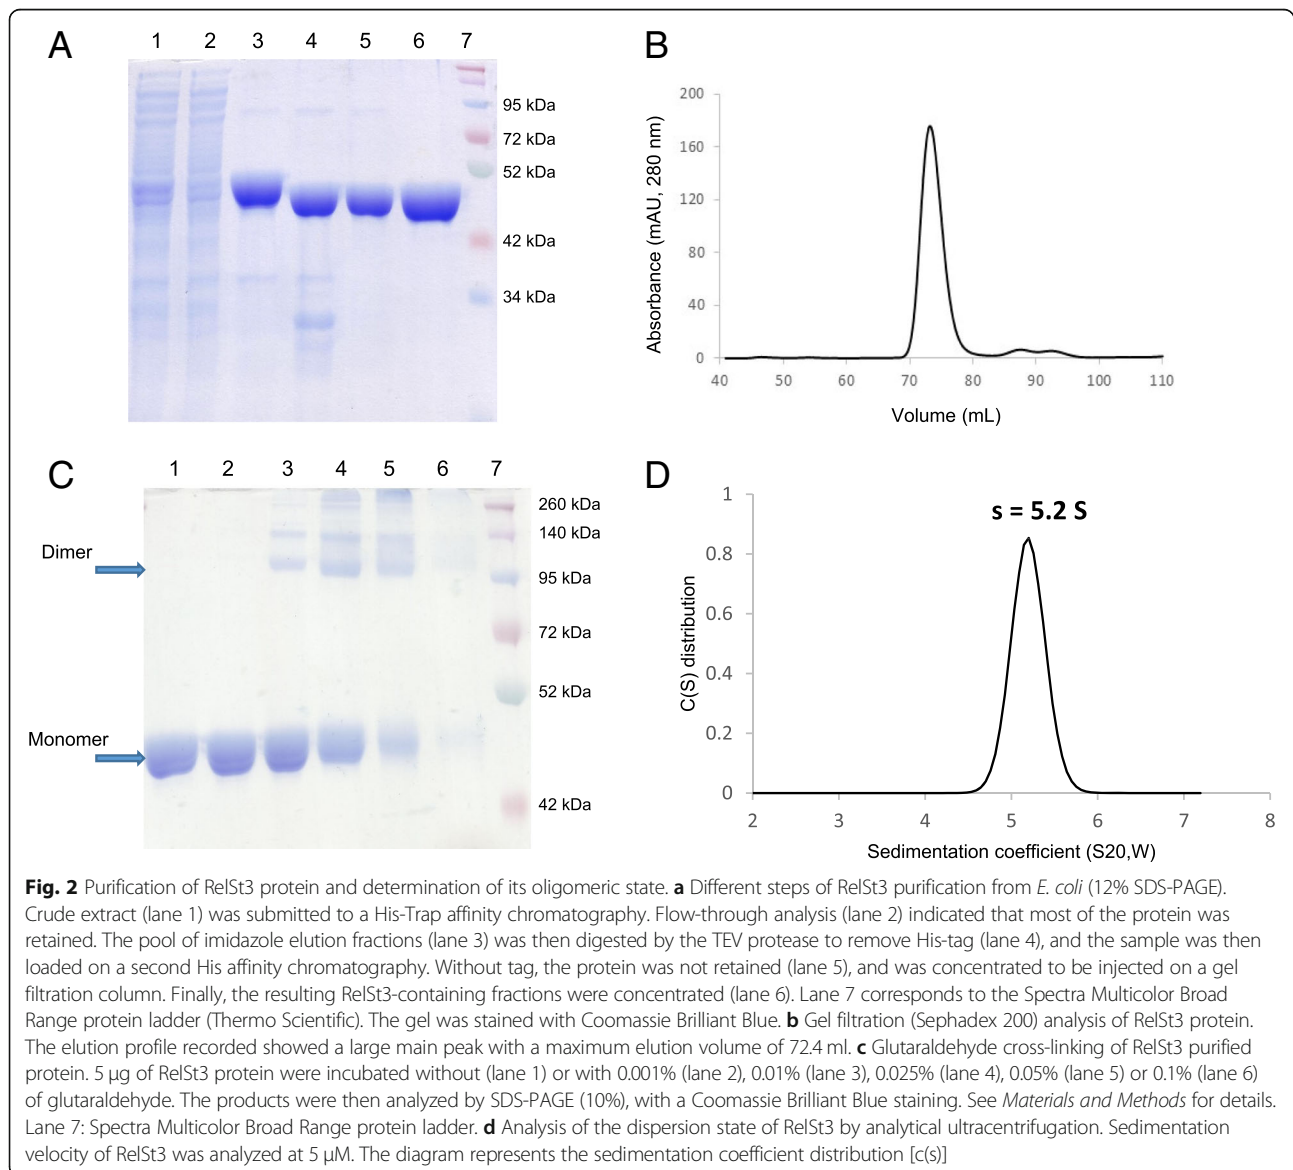 A
1 2 3 4 5 6 7
95 kDa
72 kDa
52 kDa
42 kDa
34 kDa
B
200
160
120
80
40
0
Absorbance (mAU, 280 nm)
40 50 60 70 80 90 100 110
Volume (mL)
C
1 2 3 4 5 6 7
Dimer
Monomer
260 kDa
140 kDa
95 kDa
72 kDa
52 kDa
42 kDa
D
s = 5.2 S
1
0.8
0.6
0.4
0.2
0
C(S) distribution
2 3 4 5 6 7 8
Sedimentation coefficient (S20,W)
Fig. 2 Purification of RelSt3 protein and determination of its oligomeric state. a Different steps of RelSt3 purification from E. coli (12% SDS-PAGE).
Crude extract (lane 1) was submitted to a His-Trap affinity chromatography. Flow-through analysis (lane 2) indicated that most of the protein was
retained. The pool of imidazole elution fractions (lane 3) was then digested by the TEV protease to remove His-tag (lane 4), and the sample was then
loaded on a second His affinity chromatography. Without tag, the protein was not retained (lane 5), and was concentrated to be injected on a gel
filtration column. Finally, the resulting RelSt3-containing fractions were concentrated (lane 6). Lane 7 corresponds to the Spectra Multicolor Broad
Range protein ladder (Thermo Scientific). The gel was stained with Coomassie Brilliant Blue. b Gel filtration (Sephadex 200) analysis of RelSt3 protein.
The elution profile recorded showed a large main peak with a maximum elution volume of 72.4 ml. c Glutaraldehyde cross-linking of RelSt3 purified
protein. 5 μg of RelSt3 protein were incubated without (lane 1) or with 0.001% (lane 2), 0.01% (lane 3), 0.025% (lane 4), 0.05% (lane 5) or 0.1% (lane 6)
of glutaraldehyde. The products were then analyzed by SDS-PAGE (10%), with a Coomassie Brilliant Blue staining. See Materials and Methods for details.
Lane 7: Spectra Multicolor Broad Range protein ladder. d Analysis of the dispersion state of RelSt3 by analytical ultracentrifugation. Sedimentation
velocity of RelSt3 was analyzed at 5 μM. The diagram represents the sedimentation coefficient distribution [c(s)]